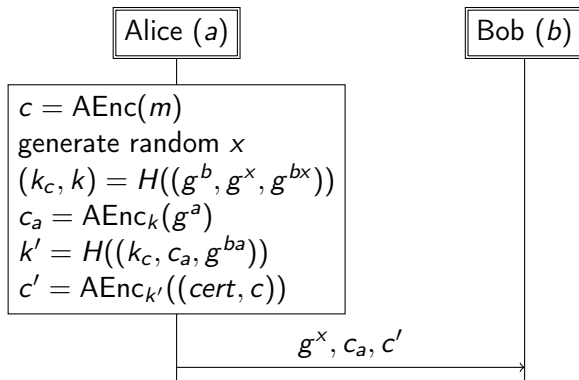 Alice (a)
Bob (b)
c = AEnc(m)
generate random x
(k_c, k) = H((g^b, g^x, g^{bx}))
c_a = AEnc_k(g^a)
k' = H((k_c, c_a, g^{ba}))
c' = AEnc_{k'}((cert, c))
g^x, c_a, c'